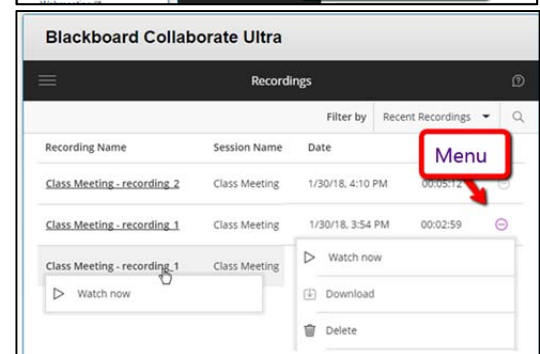 Blackboard Collaborate Ultra
Recordings
Filter by Recent Recordings
Recording Name Session Name Date
Menu
Class Meeting - recording_2 Class Meeting 1/30/18, 4:10 PM 00:05:12
Class Meeting - recording_1 Class Meeting 1/30/18, 3:54 PM 00:02:59
Class Meeting - recording_1 Class Meeting
Watch now
Watch now
Download
Delete